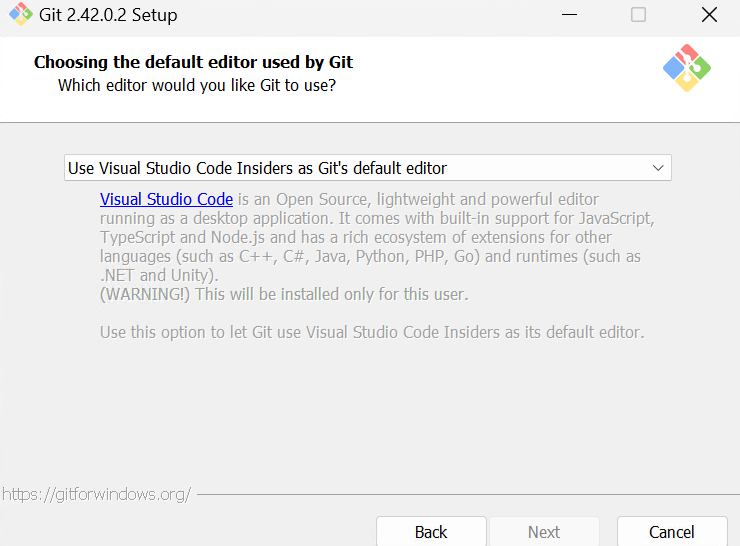 Git 2.42.0.2 Setup
Choosing the default editor used by Git
Which editor would you like Git to use?
Use Visual Studio Code Insiders as Git's default editor
Visual Studio Code is an Open Source, lightweight and powerful editor
running as a desktop application. It comes with built-in support for JavaScript,
TypeScript and Node.js and has a rich ecosystem of extensions for other
languages (such as C++, C#, Java, Python, PHP, Go) and runtimes (such as
.NET and Unity).
(WARNING!) This will be installed only for this user.
Use this option to let Git use Visual Studio Code Insiders as its default editor.
https://gitforwindows.org/
Back Next Cancel